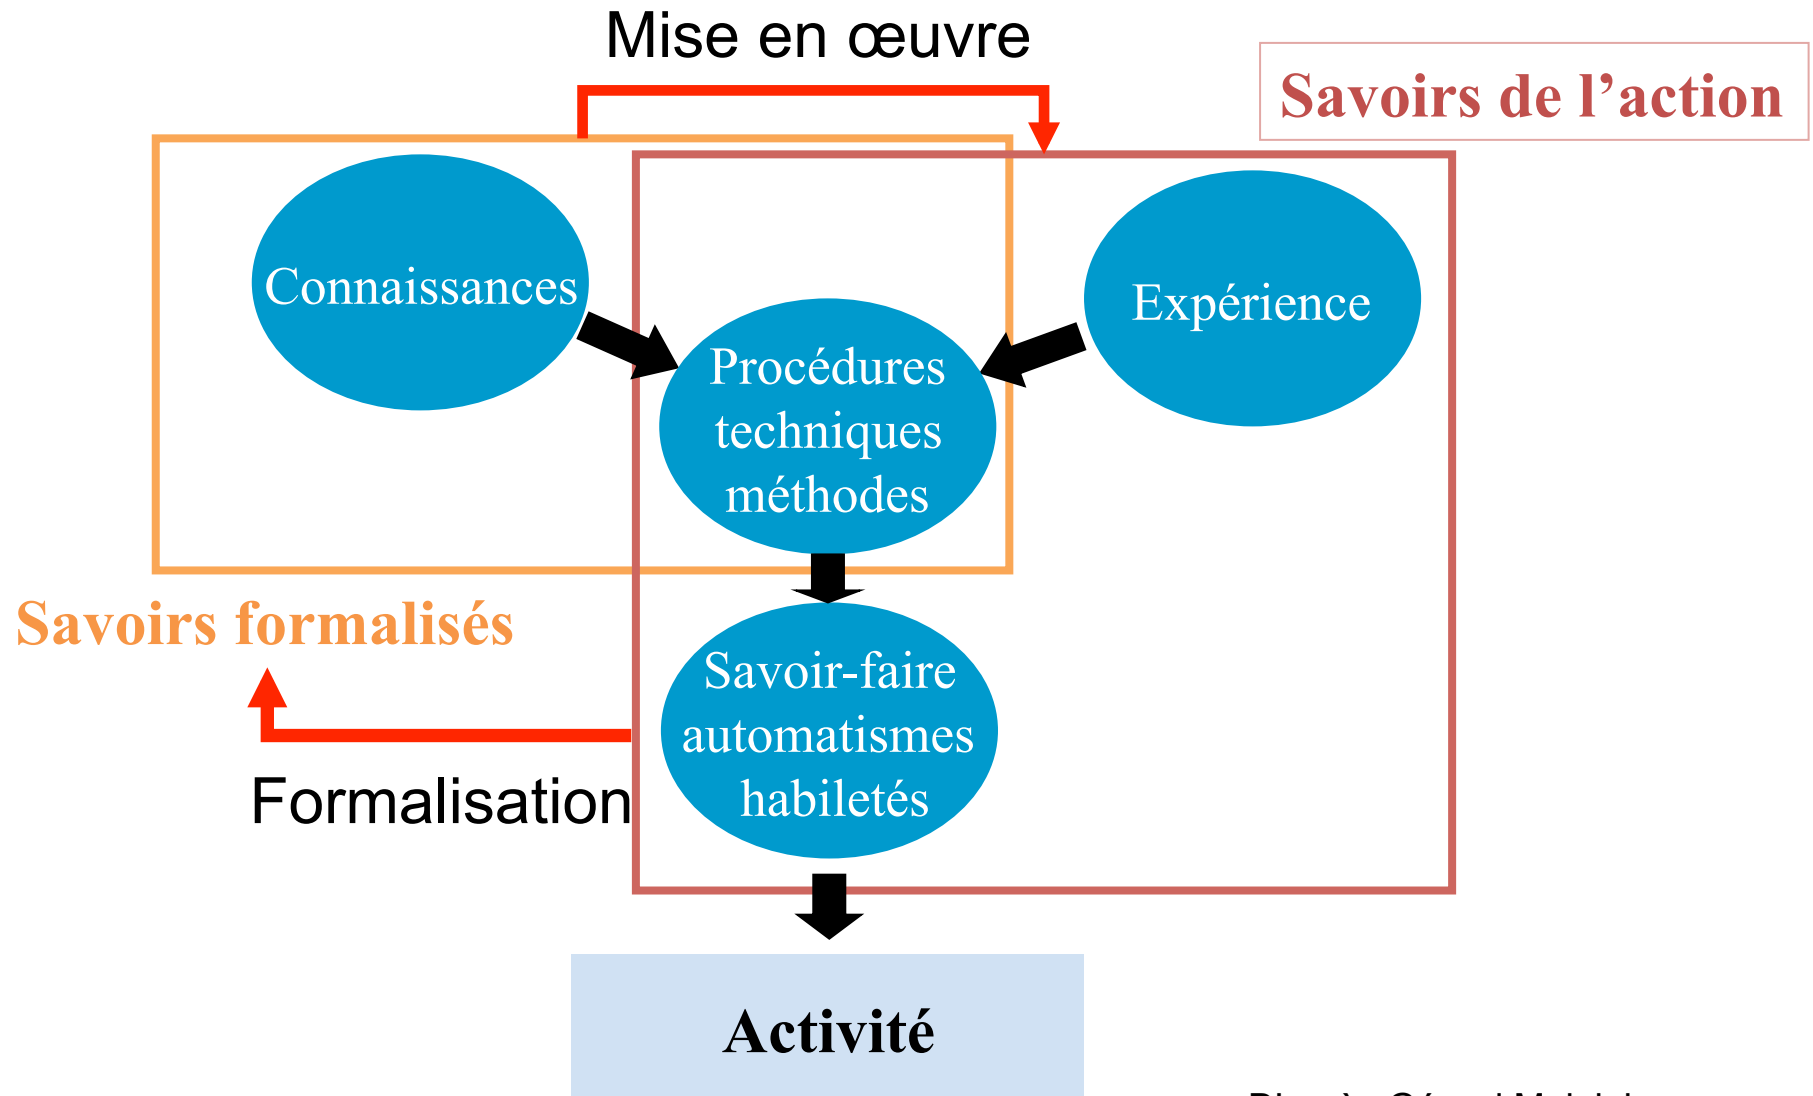 Mise en œuvre
Savoirs de l’action
Connaissances
Expérience
Procédures
techniques
méthodes
Savoirs formalisés
Savoir-faire
automatismes
habiletés
Formalisation
Activité